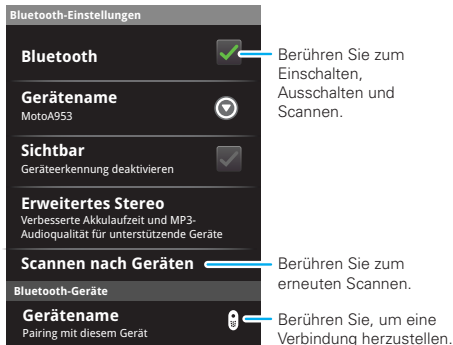 Bluetooth-Einstellungen
Bluetooth
Berühren Sie zum
Einschalten,
Ausschalten und
Scannen.
Gerätename
MotoA953
Sichtbar
Geräteerkennung deaktivieren
Erweitertes Stereo
Verbesserte Akkulaufzeit und MP3-
Audioqualität für unterstützende Geräte
Scannen nach Geräten
Berühren Sie zum
erneuten Scannen.
Bluetooth-Geräte
Gerätename
Pairing mit diesem Gerät
Berühren Sie, um eine
Verbindung herzustellen.